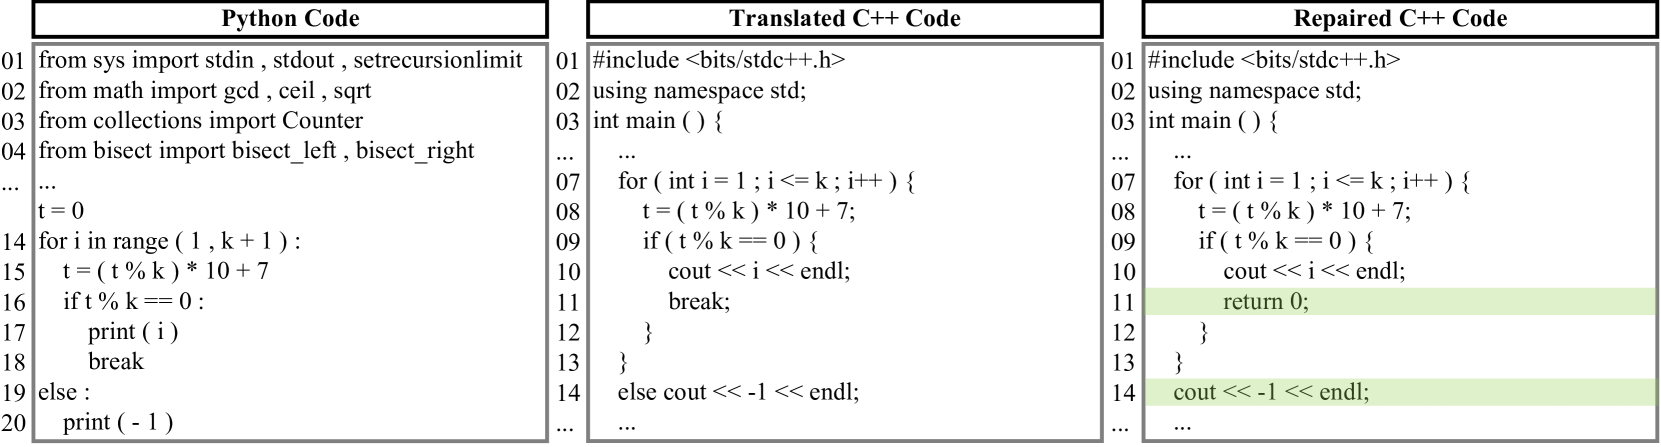 Python Code
01 from sys import stdin , stdout , setrecursionlimit
02 from math import gcd , ceil , sqrt
03 from collections import Counter
04 from bisect import bisect_left , bisect_right
... ...
t = 0
14 for i in range ( 1 , k + 1 ) :
15 t = ( t % k ) * 10 + 7
16 if t % k == 0 :
17 print ( i )
18 break
19 else :
20 print ( - 1 )
Translated C++ Code
01 #include <bits/stdc++.h>
02 using namespace std;
03 int main ( ) {
... ...
07 for ( int i = 1 ; i <= k ; i++ ) {
08 t = ( t % k ) * 10 + 7;
09 if ( t % k == 0 ) {
10 cout << i << endl;
11 break;
12 }
13 }
14 else cout << -1 << endl;
... ...
Repaired C++ Code
01 #include <bits/stdc++.h>
02 using namespace std;
03 int main ( ) {
... ...
07 for ( int i = 1 ; i <= k ; i++ ) {
08 t = ( t % k ) * 10 + 7;
09 if ( t % k == 0 ) {
10 cout << i << endl;
11 return 0;
12 }
13 }
14 cout << -1 << endl;
... ...